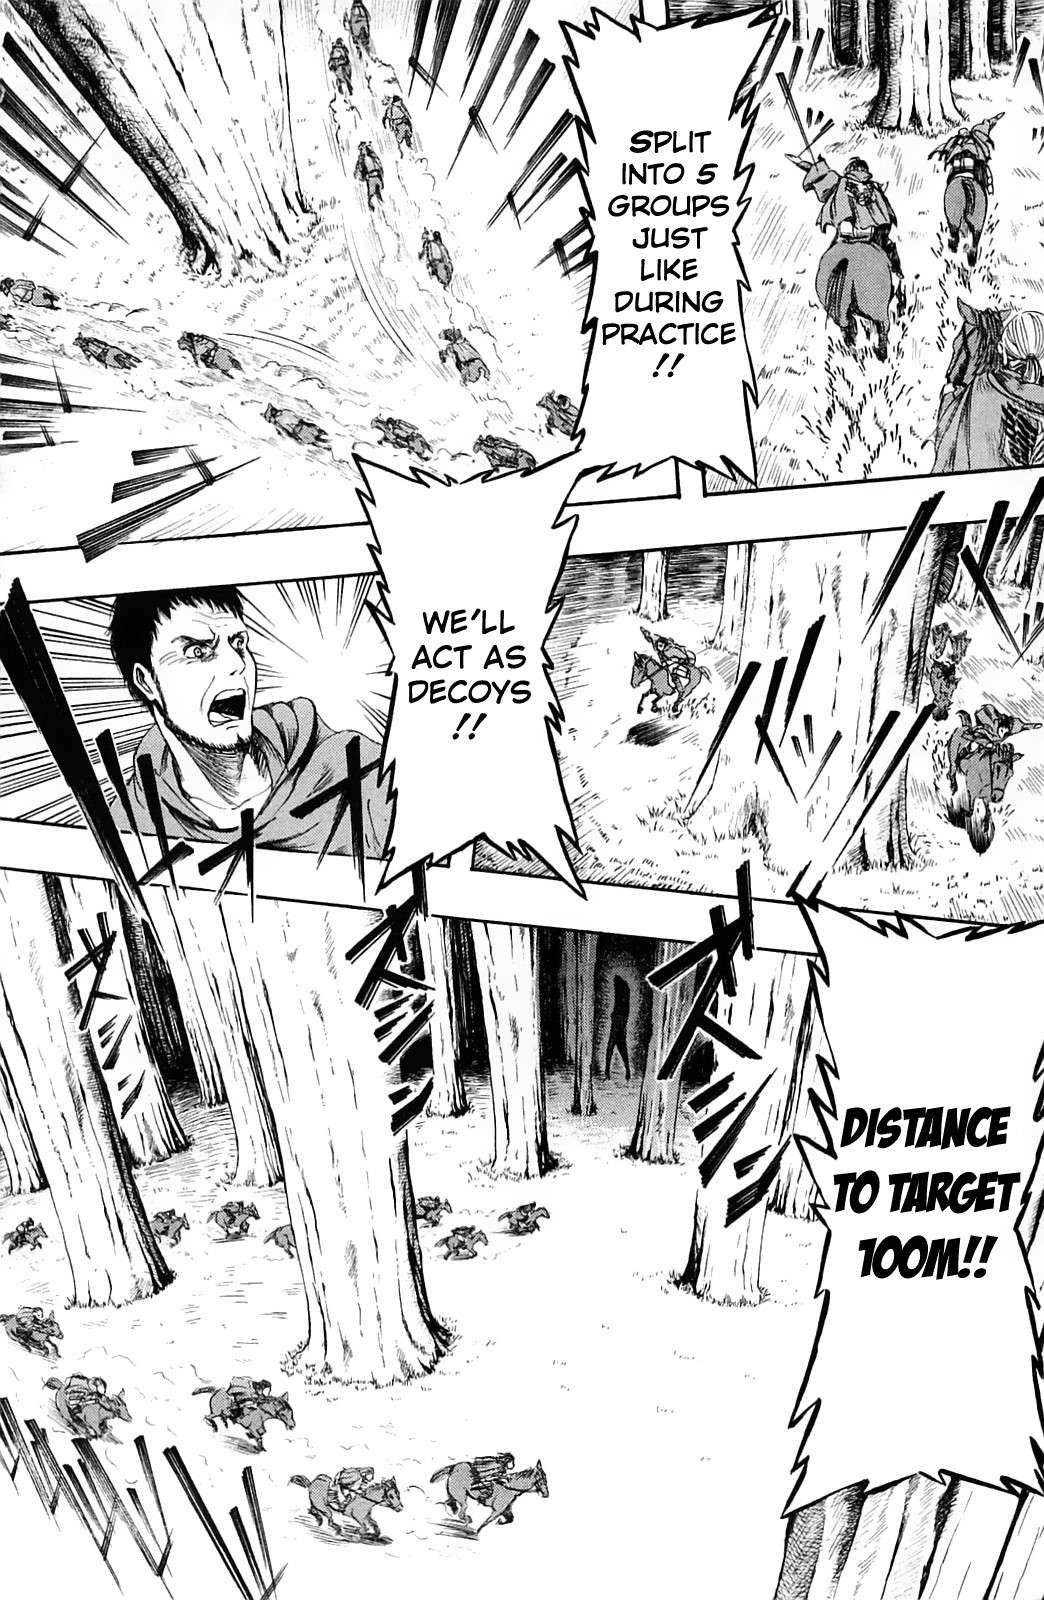 SPLIT
INTO 5
GROUPS
JUST
LIKE
DURING
PRACTICE
!!
WE'LL
ACT AS
DECOYS
!!
DISTANCE
TO TARGET
100M!!